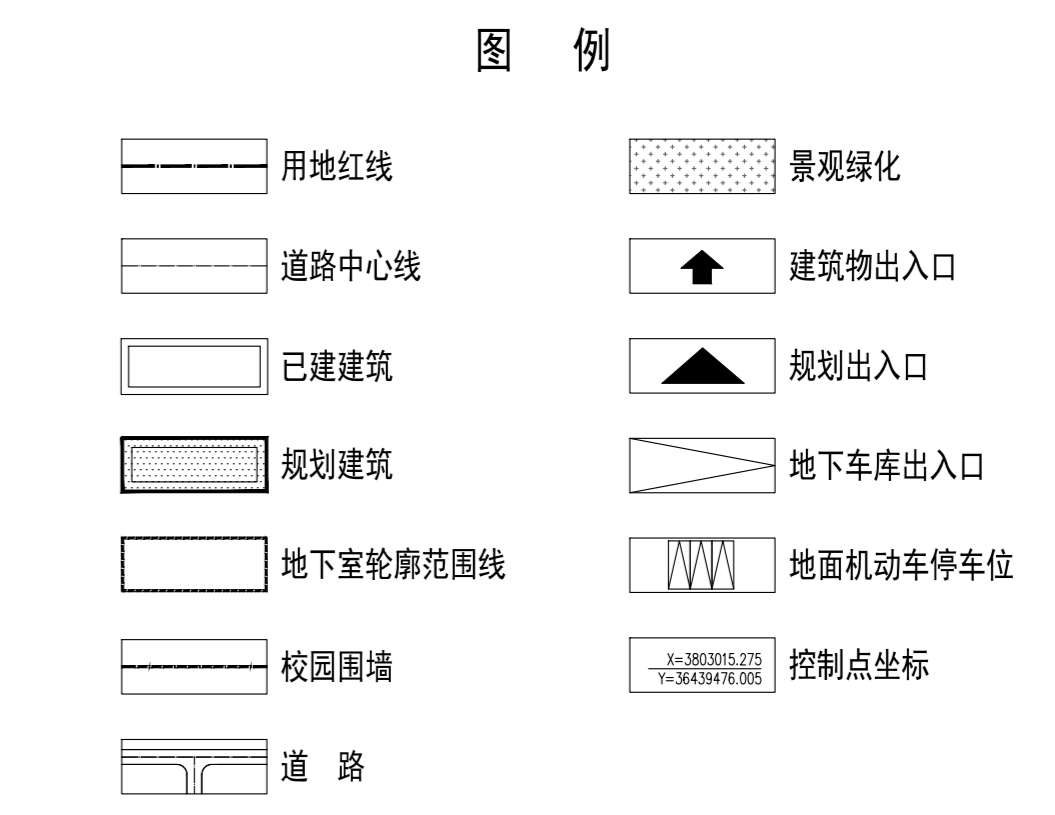 图 例
用地红线
道路中心线
已建建筑
规划建筑
地下室轮廓范围线
校园围墙
道 路
景观绿化
建筑物出入口
规划出入口
地下车库出入口
地面机动车停车位
X=3803015.275
Y=36439476.005
控制点坐标